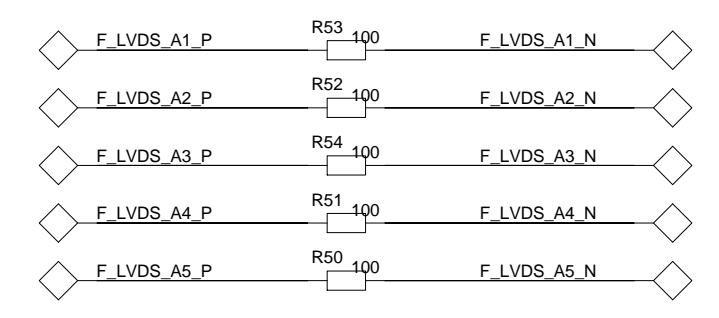 F_LVDS_A1_P R53 100 F_LVDS_A1_N
F_LVDS_A2_P R52 100 F_LVDS_A2_N
F_LVDS_A3_P R54 100 F_LVDS_A3_N
F_LVDS_A4_P R51 100 F_LVDS_A4_N
F_LVDS_A5_P R50 100 F_LVDS_A5_N